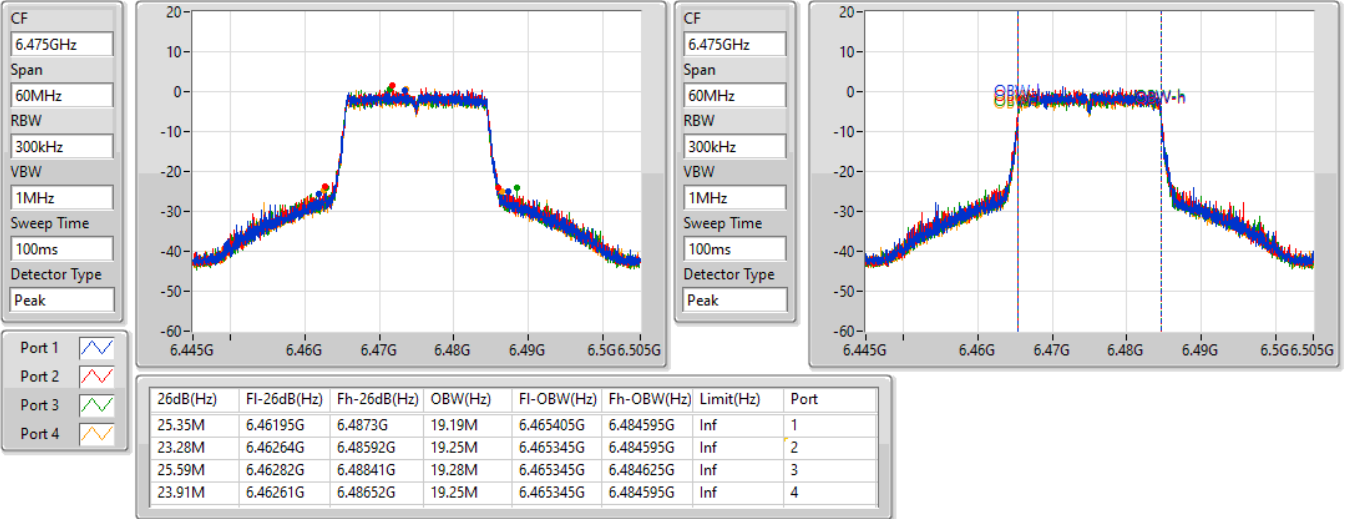 CF
6.475GHz
Span
60MHz
RBW
300kHz
VBW
1MHz
Sweep Time
100ms
Detector Type
Peak
20
10
0
-10
-20
-30
-40
-50
-60
6.445G 6.46G 6.47G 6.48G 6.49G 6.5G 6.505G
CF
6.475GHz
Span
60MHz
RBW
300kHz
VBW
1MHz
Sweep Time
100ms
Detector Type
Peak
20
10
0
-10
-20
-30
-40
-50
-60
OBW-h
6.445G 6.46G 6.47G 6.48G 6.49G 6.5G 6.505G
Port 1
Port 2
Port 3
Port 4
26dB(Hz) Fl-26dB(Hz) Fh-26dB(Hz) OBW(Hz) Fl-OBW(Hz) Fh-OBW(Hz) Limit(Hz) Port
25.35M 6.46195G 6.4873G 19.19M 6.465405G 6.484595G Inf 1
23.28M 6.46264G 6.48592G 19.25M 6.465345G 6.484595G Inf 2
25.59M 6.46282G 6.48841G 19.28M 6.465345G 6.484625G Inf 3
23.91M 6.46261G 6.48652G 19.25M 6.465345G 6.484595G Inf 4